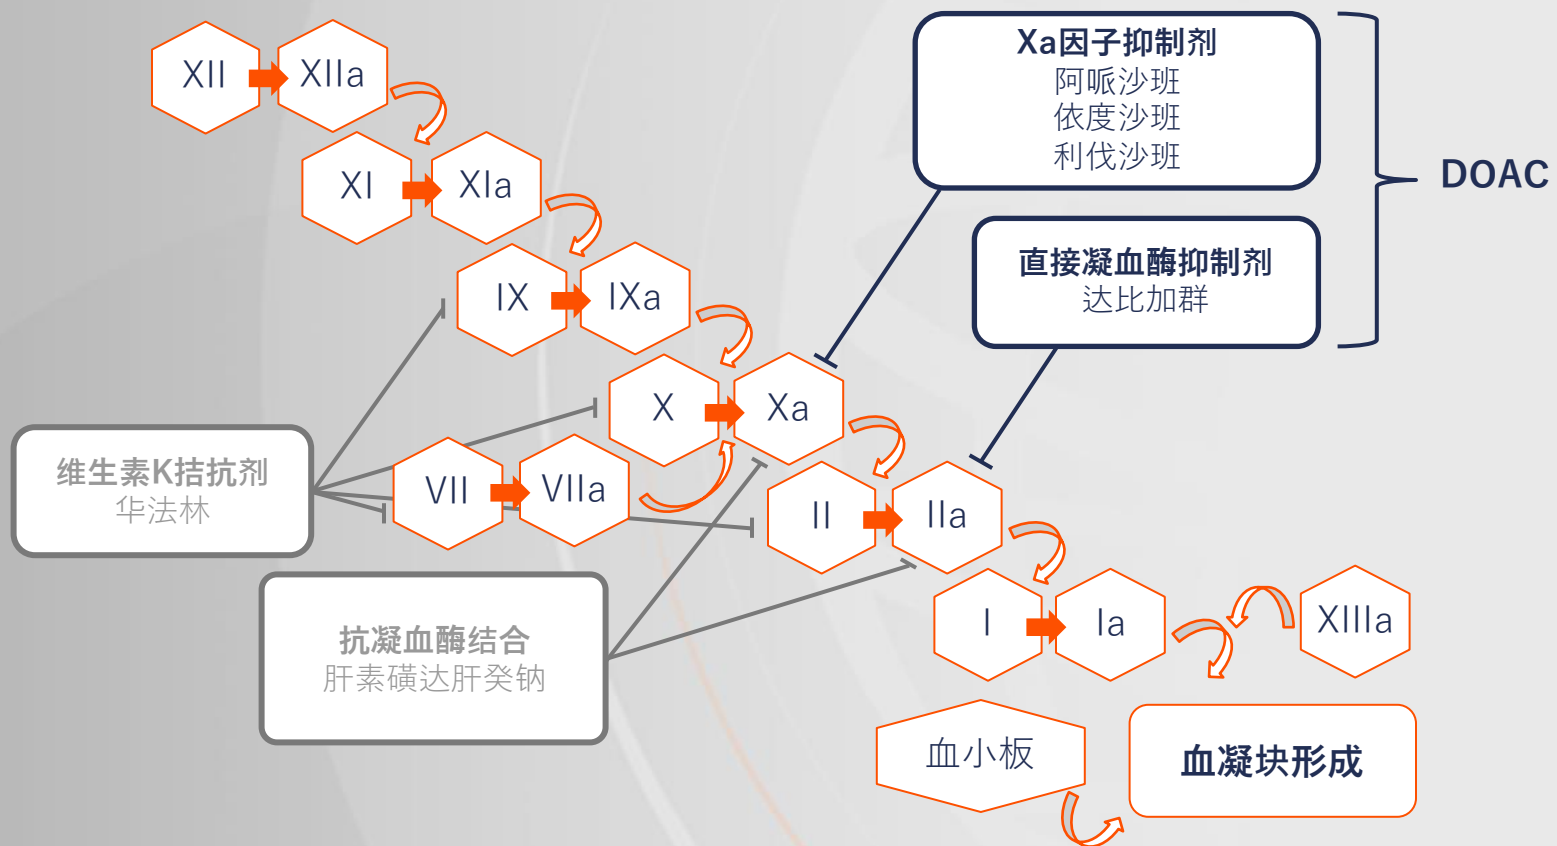 XII
XIIa
XI
XIa
IX
IXa
X
Xa
VII
VIIa
II
IIa
I
Ia
XIIIa
Xa因子抑制剂
阿哌沙班
依度沙班
利伐沙班
直接凝血酶抑制剂
达比加群
DOAC
维生素K拮抗剂
华法林
抗凝血酶结合
肝素磺达肝癸钠
血小板
血凝块形成